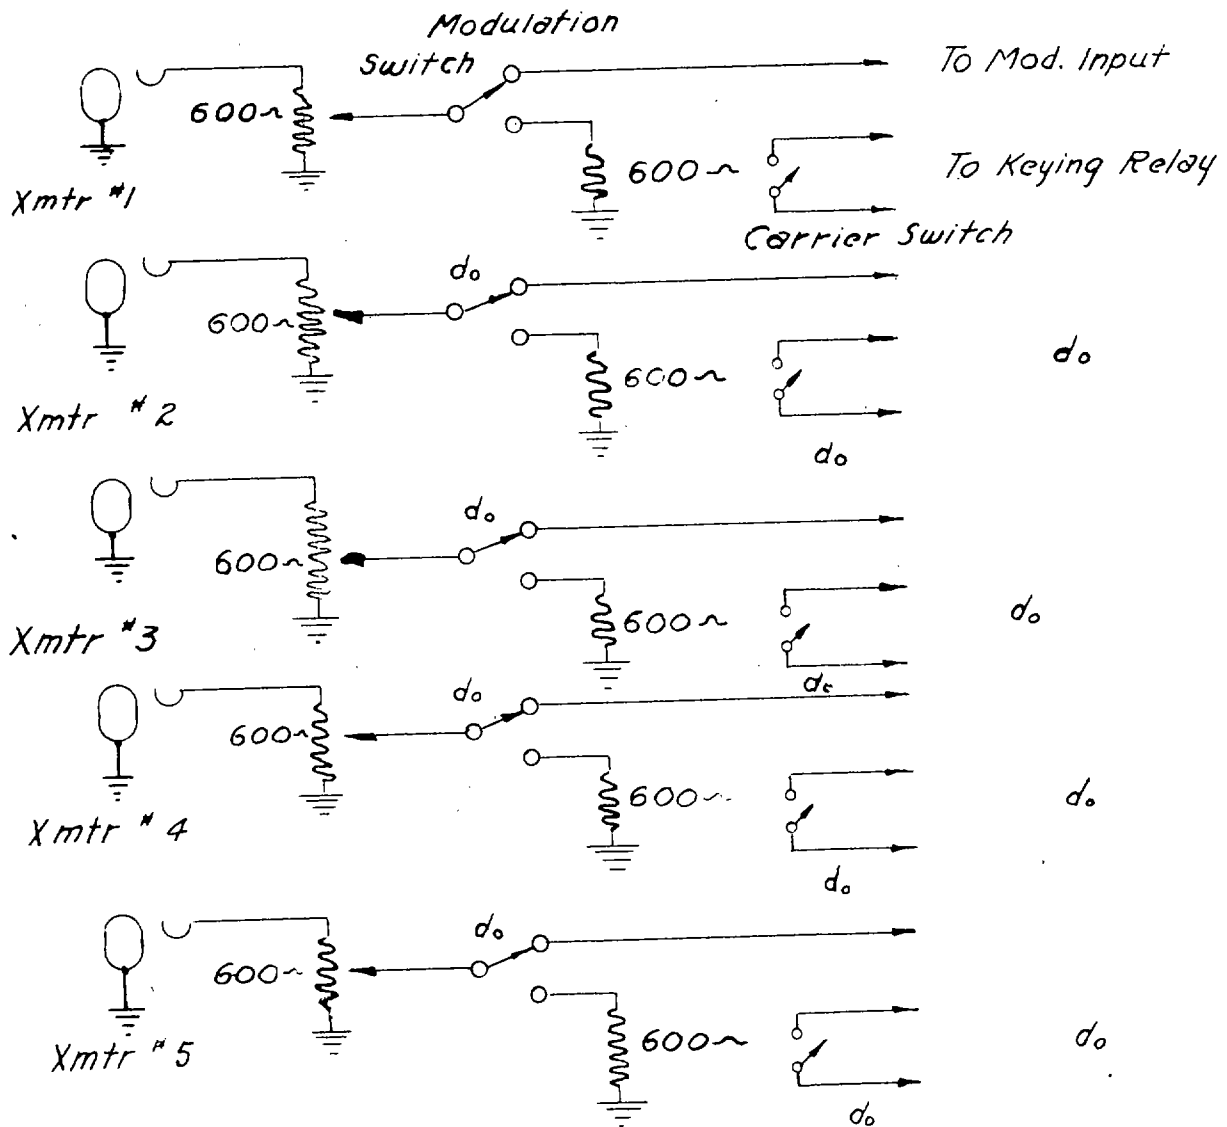 Modulation
Switch
To Mod. Input
600~
600~
To Keying Relay
Xmtr #1
Carrier Switch
do
600~
600~
do
Xmtr #2
do
do
600~
600~
do
Xmtr #3
do
do
600~
600~
do
Xmtr #4
do
do
600~
600~
do
Xmtr #5
do